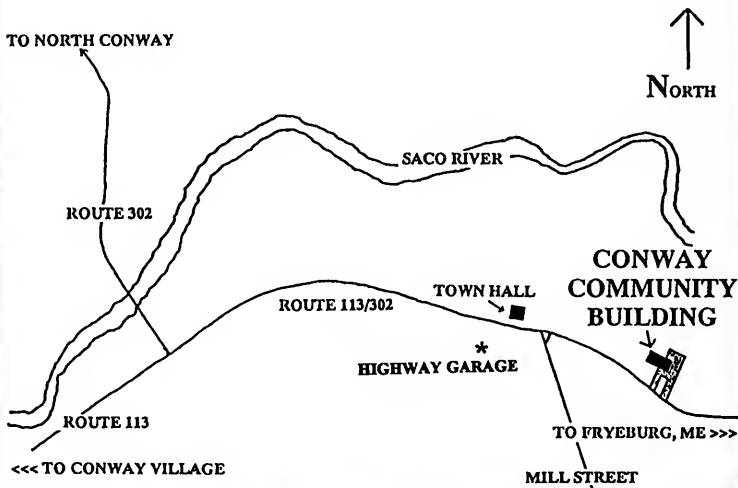 TO NORTH CONWAY
NORTH
SACO RIVER
ROUTE 302
CONWAY
COMMUNITY
BUILDING
TOWN HALL
ROUTE 113/302
*
HIGHWAY GARAGE
ROUTE 113
TO FRYEBURG, ME >>>
<<< TO CONWAY VILLAGE
MILL STREET